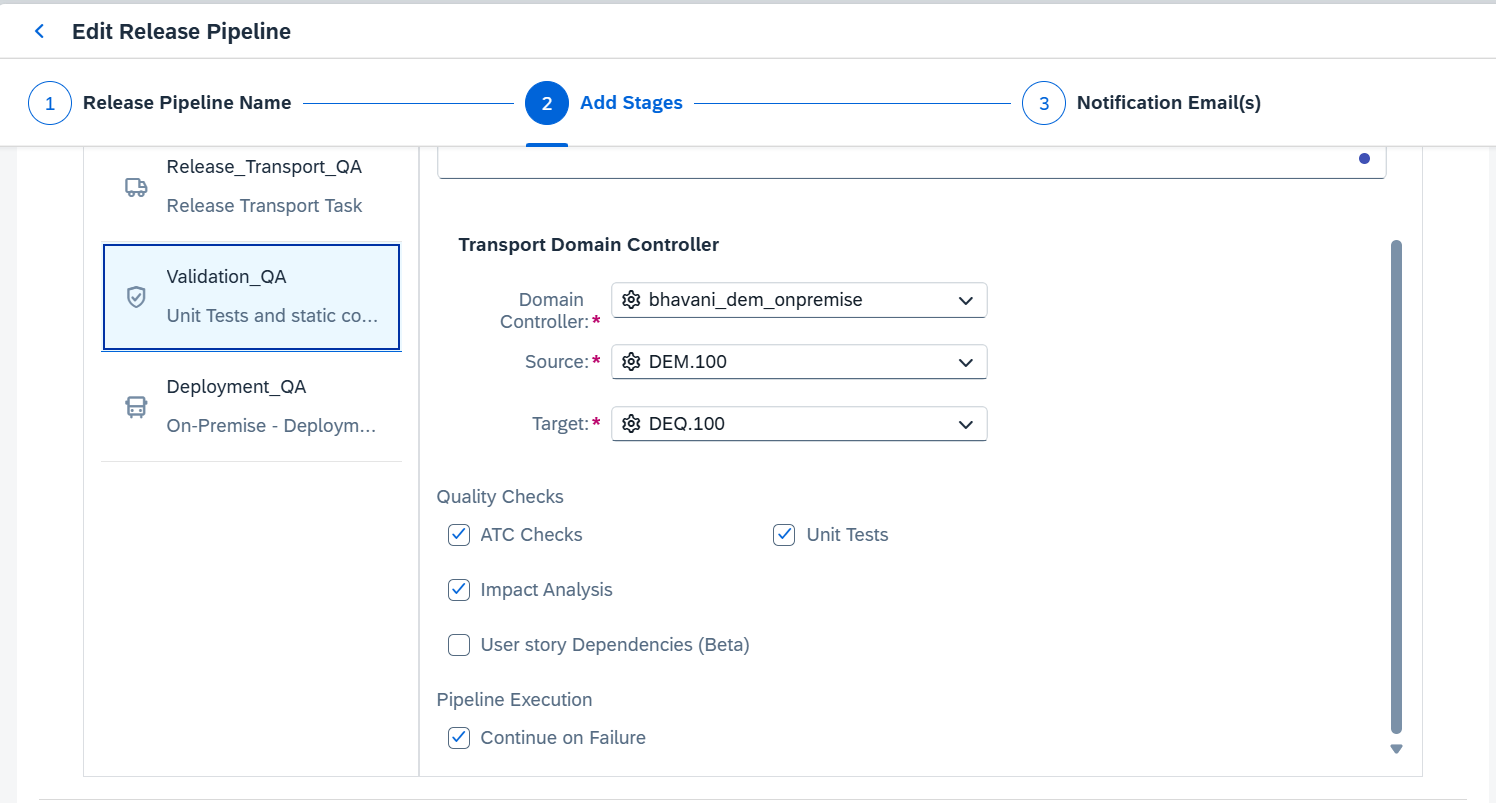 Edit Release Pipeline
1 Release Pipeline Name
2 Add Stages
3 Notification Email(s)
Release_Transport_QA
Release Transport Task
Validation_QA
Unit Tests and static co...
Deployment_QA
On-Premise - Deploym...
Transport Domain Controller
Domain
Controller:*
bhavani_dem_onpremise
Source:*
DEM.100
Target:*
DEQ.100
Quality Checks
ATC Checks
Unit Tests
Impact Analysis
User story Dependencies (Beta)
Pipeline Execution
Continue on Failure